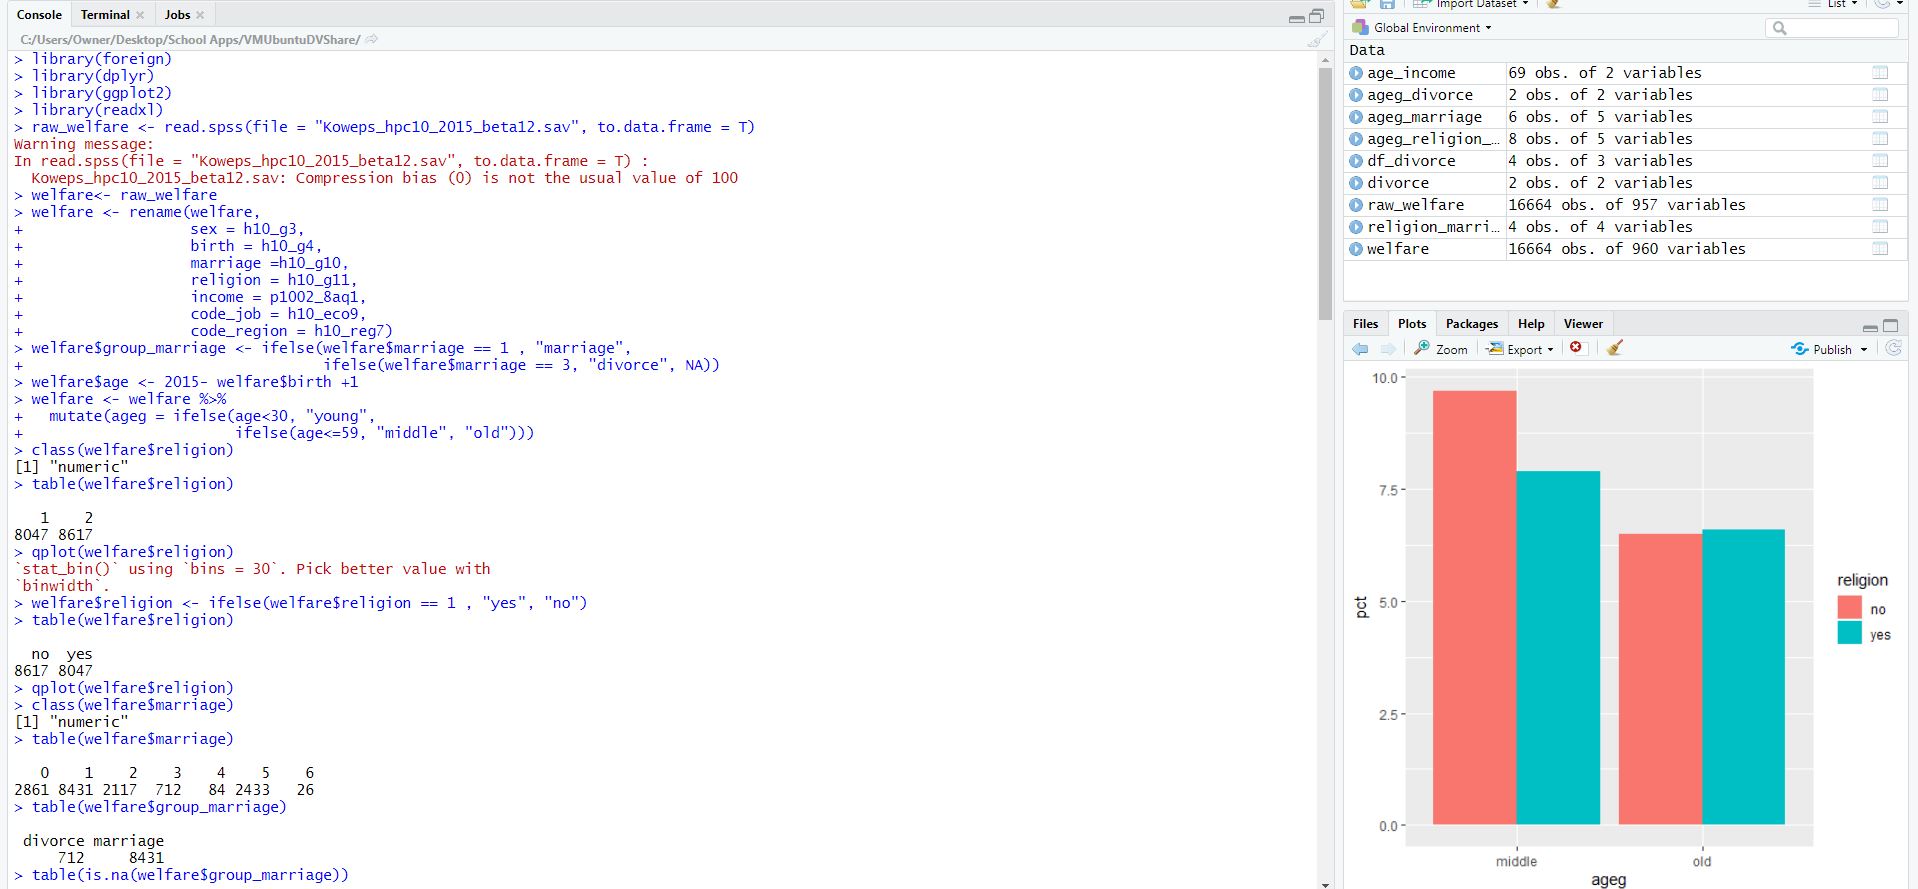 Console Terminal Jobs
C:/Users/Owner/Desktop/School Apps/VMUbuntuDVShare/
> library(foreign)
> library(dplyr)
> library(ggplot2)
> library(readxl)
> raw_welfare <- read.spss(file = "Koweps_hpc10_2015_beta12.sav", to.data.frame = T)
Warning message:
In read.spss(file = "Koweps_hpc10_2015_beta12.sav", to.data.frame = T) :
  Koweps_hpc10_2015_beta12.sav: Compression bias (0) is not the usual value of 100
> welfare<- raw_welfare
> welfare <- rename(welfare,
+                   sex = h10_g3,
+                   birth = h10_g4,
+                   marriage =h10_g10,
+                   religion = h10_g11,
+                   income = p1002_8aq1,
+                   code_job = h10_eco9,
+                   code_region = h10_reg7)
> welfare$group_marriage <- ifelse(welfare$marriage == 1 , "marriage",
+                                  ifelse(welfare$marriage == 3, "divorce", NA))
> welfare$age <- 2015- welfare$birth +1
> welfare <- welfare %>%
+   mutate(ageg = ifelse(age<30, "young",
+                        ifelse(age<=59, "middle", "old")))
> class(welfare$religion)
[1] "numeric"
> table(welfare$religion)
   1    2
8047 8617
> qplot(welfare$religion)
`stat_bin()` using `bins = 30`. Pick better value with
`binwidth`.
> welfare$religion <- ifelse(welfare$religion == 1 , "yes", "no")
> table(welfare$religion)
  no  yes
8617 8047
> qplot(welfare$religion)
> class(welfare$marriage)
[1] "numeric"
> table(welfare$marriage)
   0    1    2    3    4    5    6
2861 8431 2117  712   84 2433   26
> table(welfare$group_marriage)
 divorce marriage
     712     8431
> table(is.na(welfare$group_marriage))
Import Dataset List
Global Environment
Data
age_income 69 obs. of 2 variables
ageg_divorce 2 obs. of 2 variables
ageg_marriage 6 obs. of 5 variables
ageg_religion_… 8 obs. of 5 variables
df_divorce 4 obs. of 3 variables
divorce 2 obs. of 2 variables
raw_welfare 16664 obs. of 957 variables
religion_marri… 4 obs. of 4 variables
welfare 16664 obs. of 960 variables
Files Plots Packages Help Viewer
Zoom Export Publish
10.0
7.5
5.0
2.5
0.0
pct
middle old
ageg
religion
no
yes